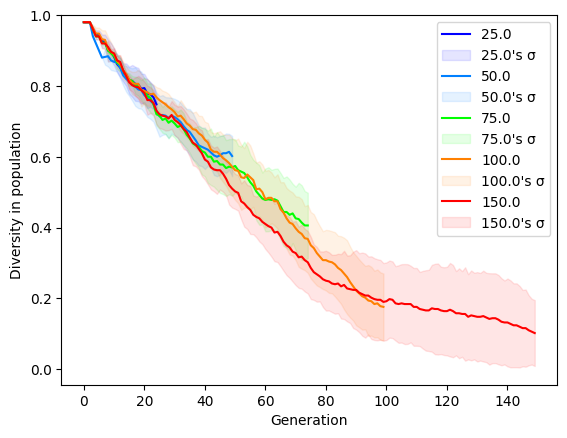 1.0
0.8
0.6
0.4
0.2
0.0
Diversity in population
0
20
40
60
80
100
120
140
Generation
25.0
25.0's σ
50.0
50.0's σ
75.0
75.0's σ
100.0
100.0's σ
150.0
150.0's σ